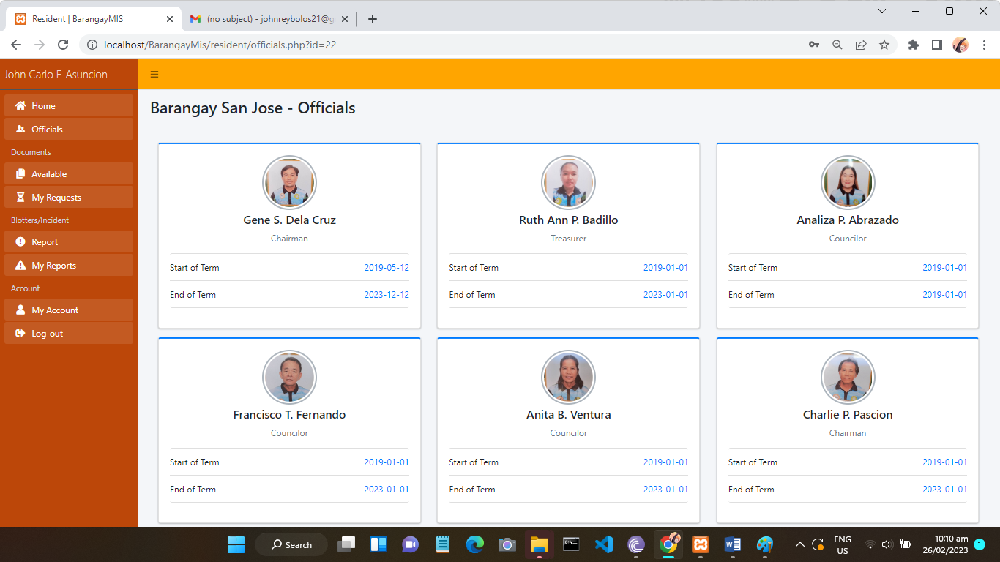 Resident | BarangayMIS
(no subject) - johnreybolos21@g
localhost/BarangayMis/resident/officials.php?id=22
John Carlo F. Asuncion
Home
Officials
Documents
Available
My Requests
Blotters/Incident
Report
My Reports
Account
My Account
Log-out
Barangay San Jose - Officials
Gene S. Dela Cruz
Chairman
Start of Term 2019-05-12
End of Term 2023-12-12
Ruth Ann P. Badillo
Treasurer
Start of Term 2019-01-01
End of Term 2023-01-01
Analiza P. Abrazado
Councilor
Start of Term 2019-01-01
End of Term 2019-01-01
Francisco T. Fernando
Councilor
Start of Term 2019-01-01
End of Term 2023-01-01
Anita B. Ventura
Councilor
Start of Term 2019-01-01
End of Term 2023-01-01
Charlie P. Pascion
Chairman
Start of Term 2019-01-01
End of Term 2023-01-01
Search
ENG
US
10:10 am
26/02/2023
1